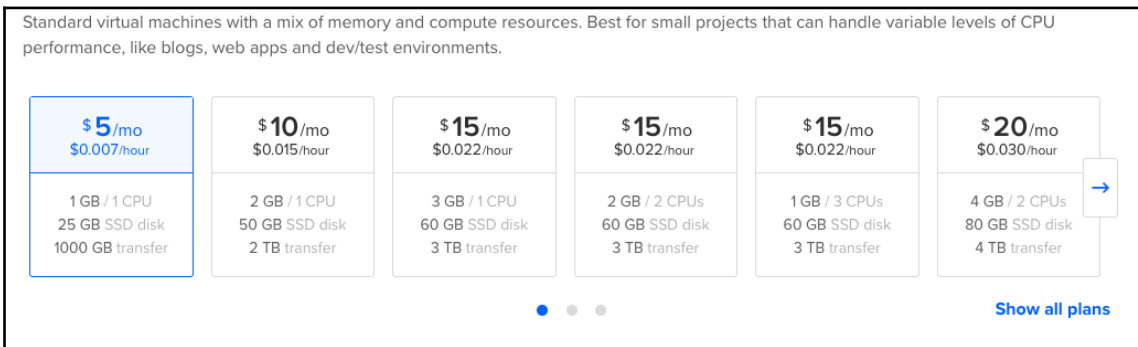 Standard virtual machines with a mix of memory and compute resources. Best for small projects that can handle variable levels of CPU
performance, like blogs, web apps and dev/test environments.
$5/mo
$0.007/hour
1 GB / 1 CPU
25 GB SSD disk
1000 GB transfer
$10/mo
$0.015/hour
2 GB / 1 CPU
50 GB SSD disk
2 TB transfer
$15/mo
$0.022/hour
3 GB / 1 CPU
60 GB SSD disk
3 TB transfer
$15/mo
$0.022/hour
2 GB / 2 CPUs
60 GB SSD disk
3 TB transfer
$15/mo
$0.022/hour
1 GB / 3 CPUs
60 GB SSD disk
3 TB transfer
$20/mo
$0.030/hour
4 GB / 2 CPUs
80 GB SSD disk
4 TB transfer
Show all plans